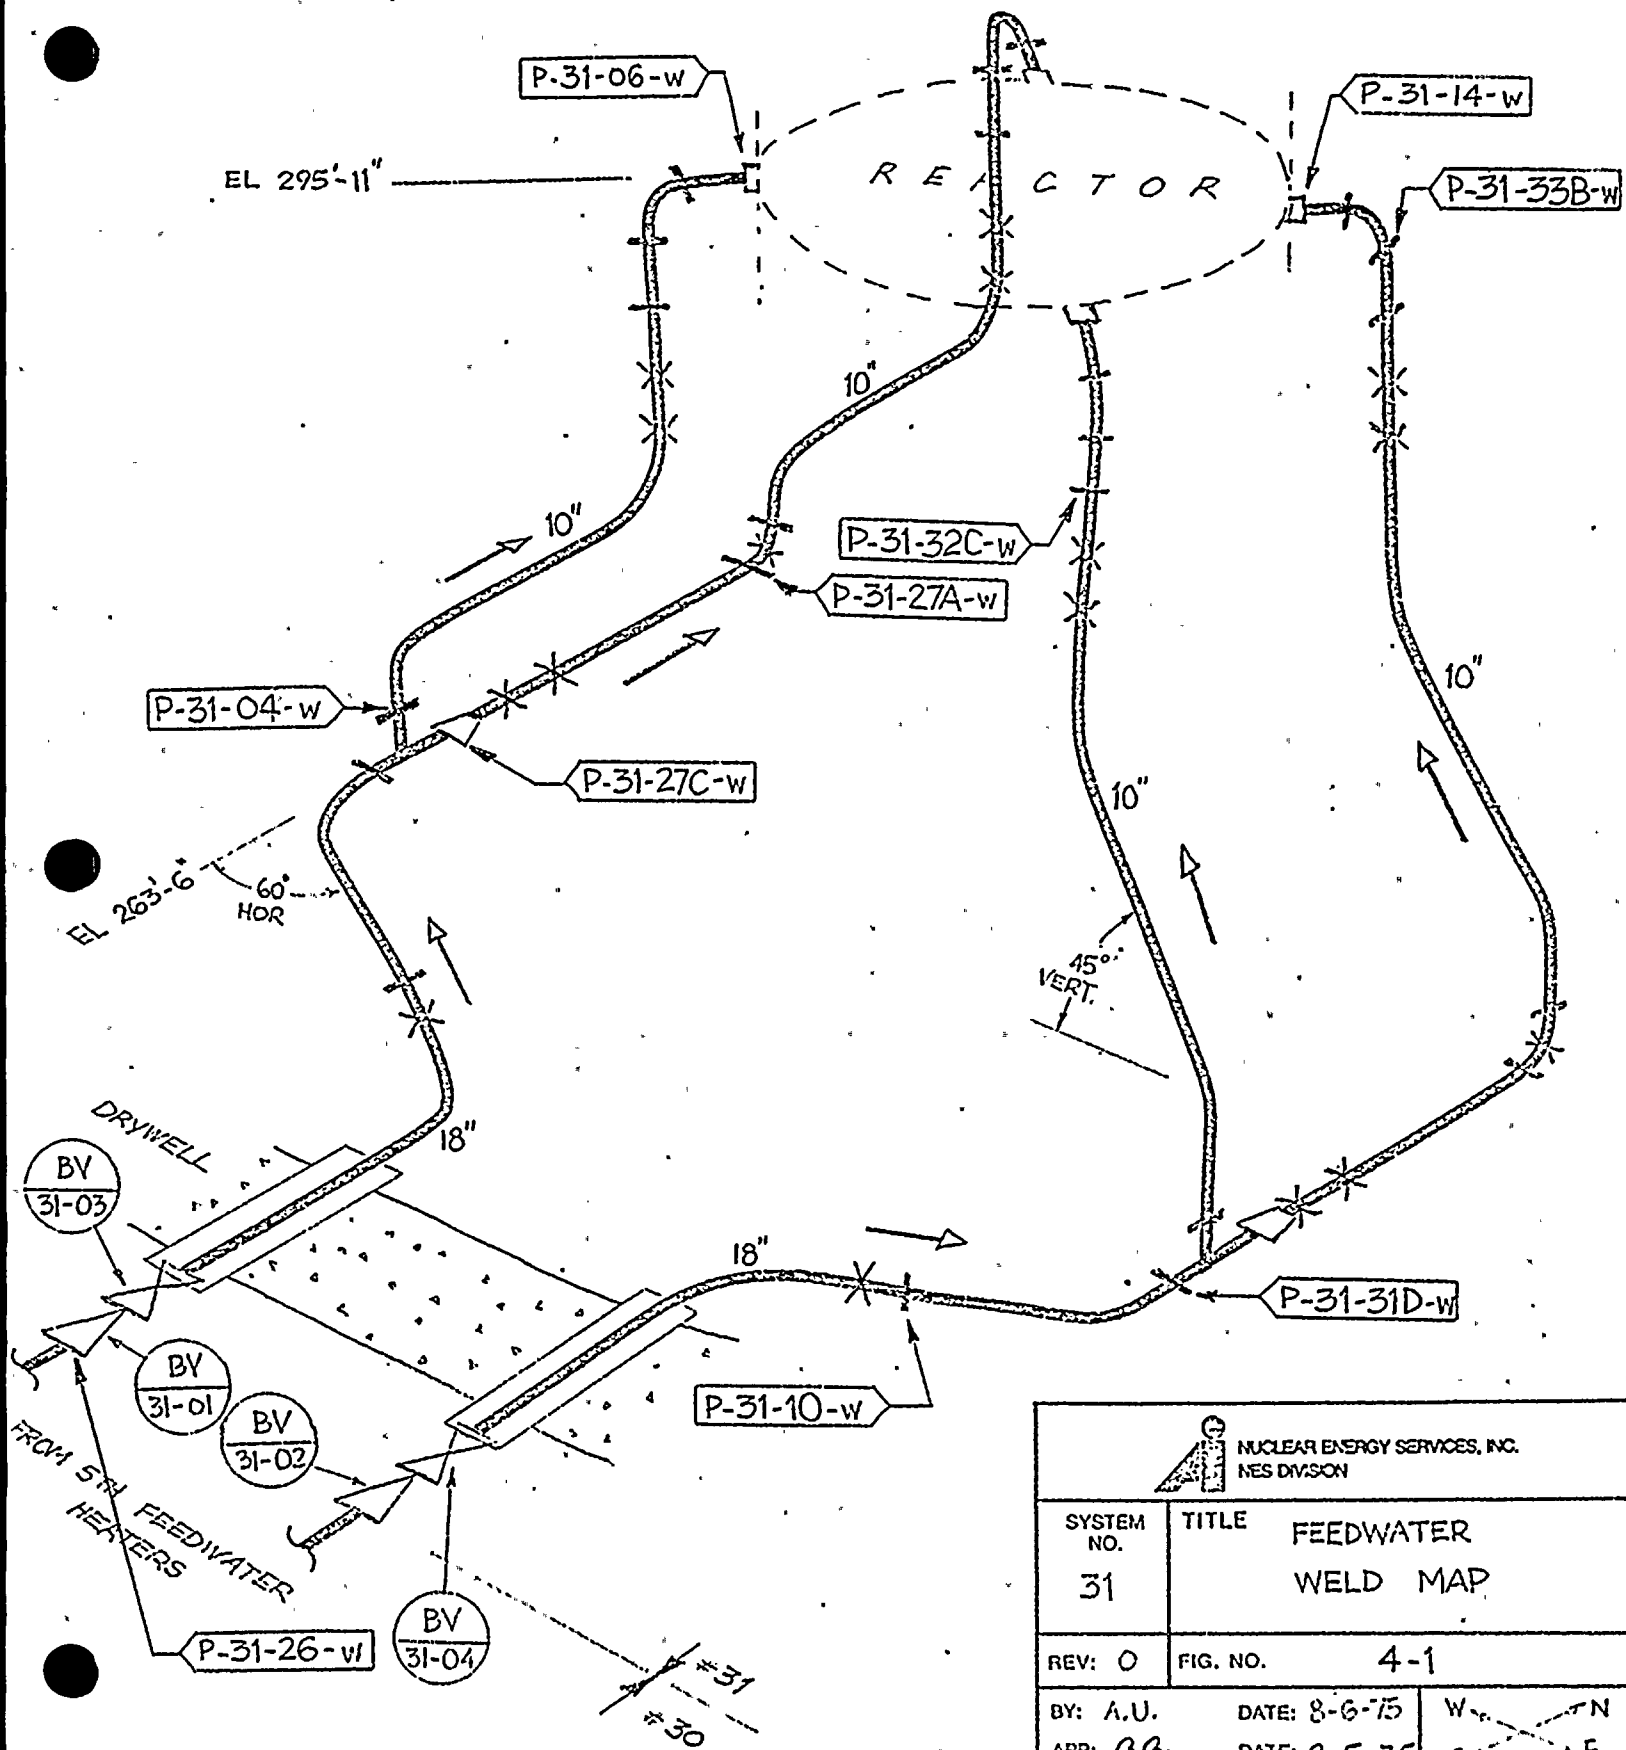 P-31-06-W
P-31-14-W
EL 295'-11"
REACTOR
P-31-33B-W
10"
10"
P-31-32C-W
P-31-27A-W
10"
P-31-04-W
P-31-27C-W
10"
EL 263'-6"
60°
HOR
45°
VERT.
DRYWELL
18"
BV
31-03
18"
P-31-31D-W
BV
31-01
P-31-10-W
BV
31-02
FROM 5TH FEEDWATER
HEATERS
BV
31-04
P-31-26-W
#31
#30
NUCLEAR ENERGY SERVICES, INC.
NES DIVISION
SYSTEM
NO.
31
TITLE FEEDWATER
WELD MAP
REV: 0 FIG. NO. 4-1
BY: A.U. DATE: 8-6-75
W N
DATE:
E